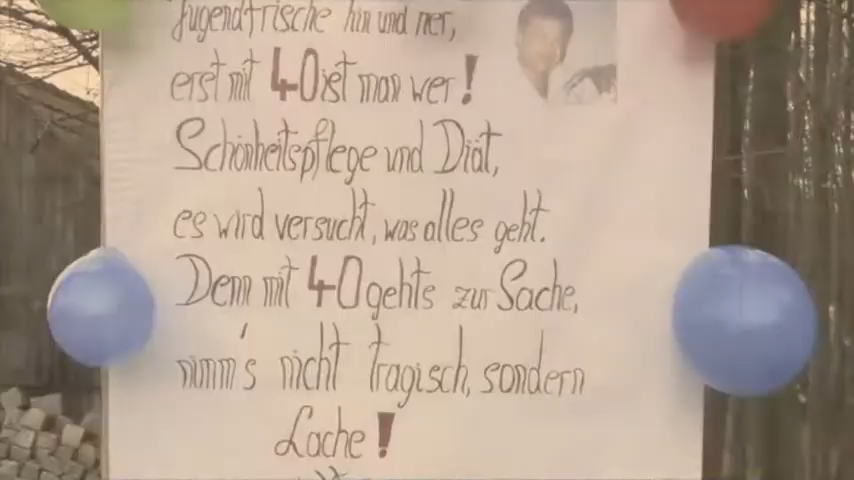 Jugendfrische hin und her,
erst mit 40 ist man wer!
Schönheitspflege und Diät,
es wird versucht, was alles geht.
Denn mit 40 gehts zur Sache,
nimm's nicht tragisch, sondern
Lache!